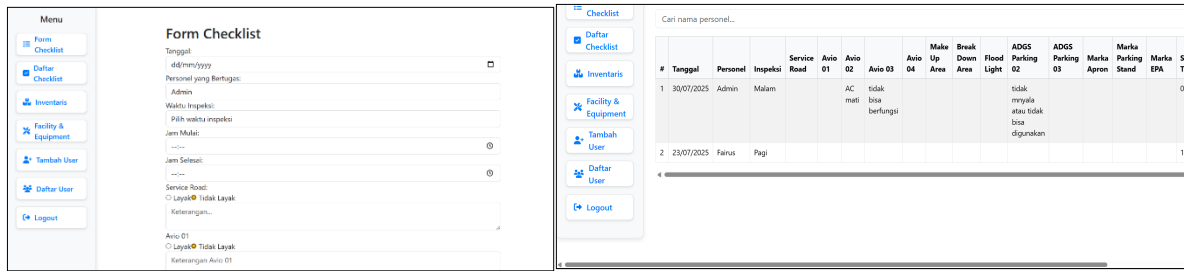 Menu
Form
Checklist
Daftar
Checklist
Inventaris
Facility &
Equipment
Tambah User
Daftar User
Logout
Form Checklist
Tanggal:
dd/mm/yyyy
Personel yang Bertugas:
Admin
Waktu Inspeksi:
Pilih waktu inspeksi
Jam Mulai:
--:--
Jam Selesai:
--:--
Service Road:
Layak Tidak Layak
Keterangan...
Avio 01
Layak Tidak Layak
Keterangan Avio 01
Checklist
Daftar
Checklist
Inventaris
Facility &
Equipment
Tambah
User
Daftar
User
Logout
Cari nama personel...
# Tanggal Personel Inspeksi Service Road Avio 01 Avio 02 Avio 03 Avio 04 Make Up Area Break Down Area Flood Light ADGS Parking 02 ADGS Parking 03 Marka Apron Marka Parking Stand Marka EPA
1 30/07/2025 Admin Malam AC mati tidak bisa berfungsi tidak mnyala atau tidak bisa digunakan
2 23/07/2025 Fairus Pagi